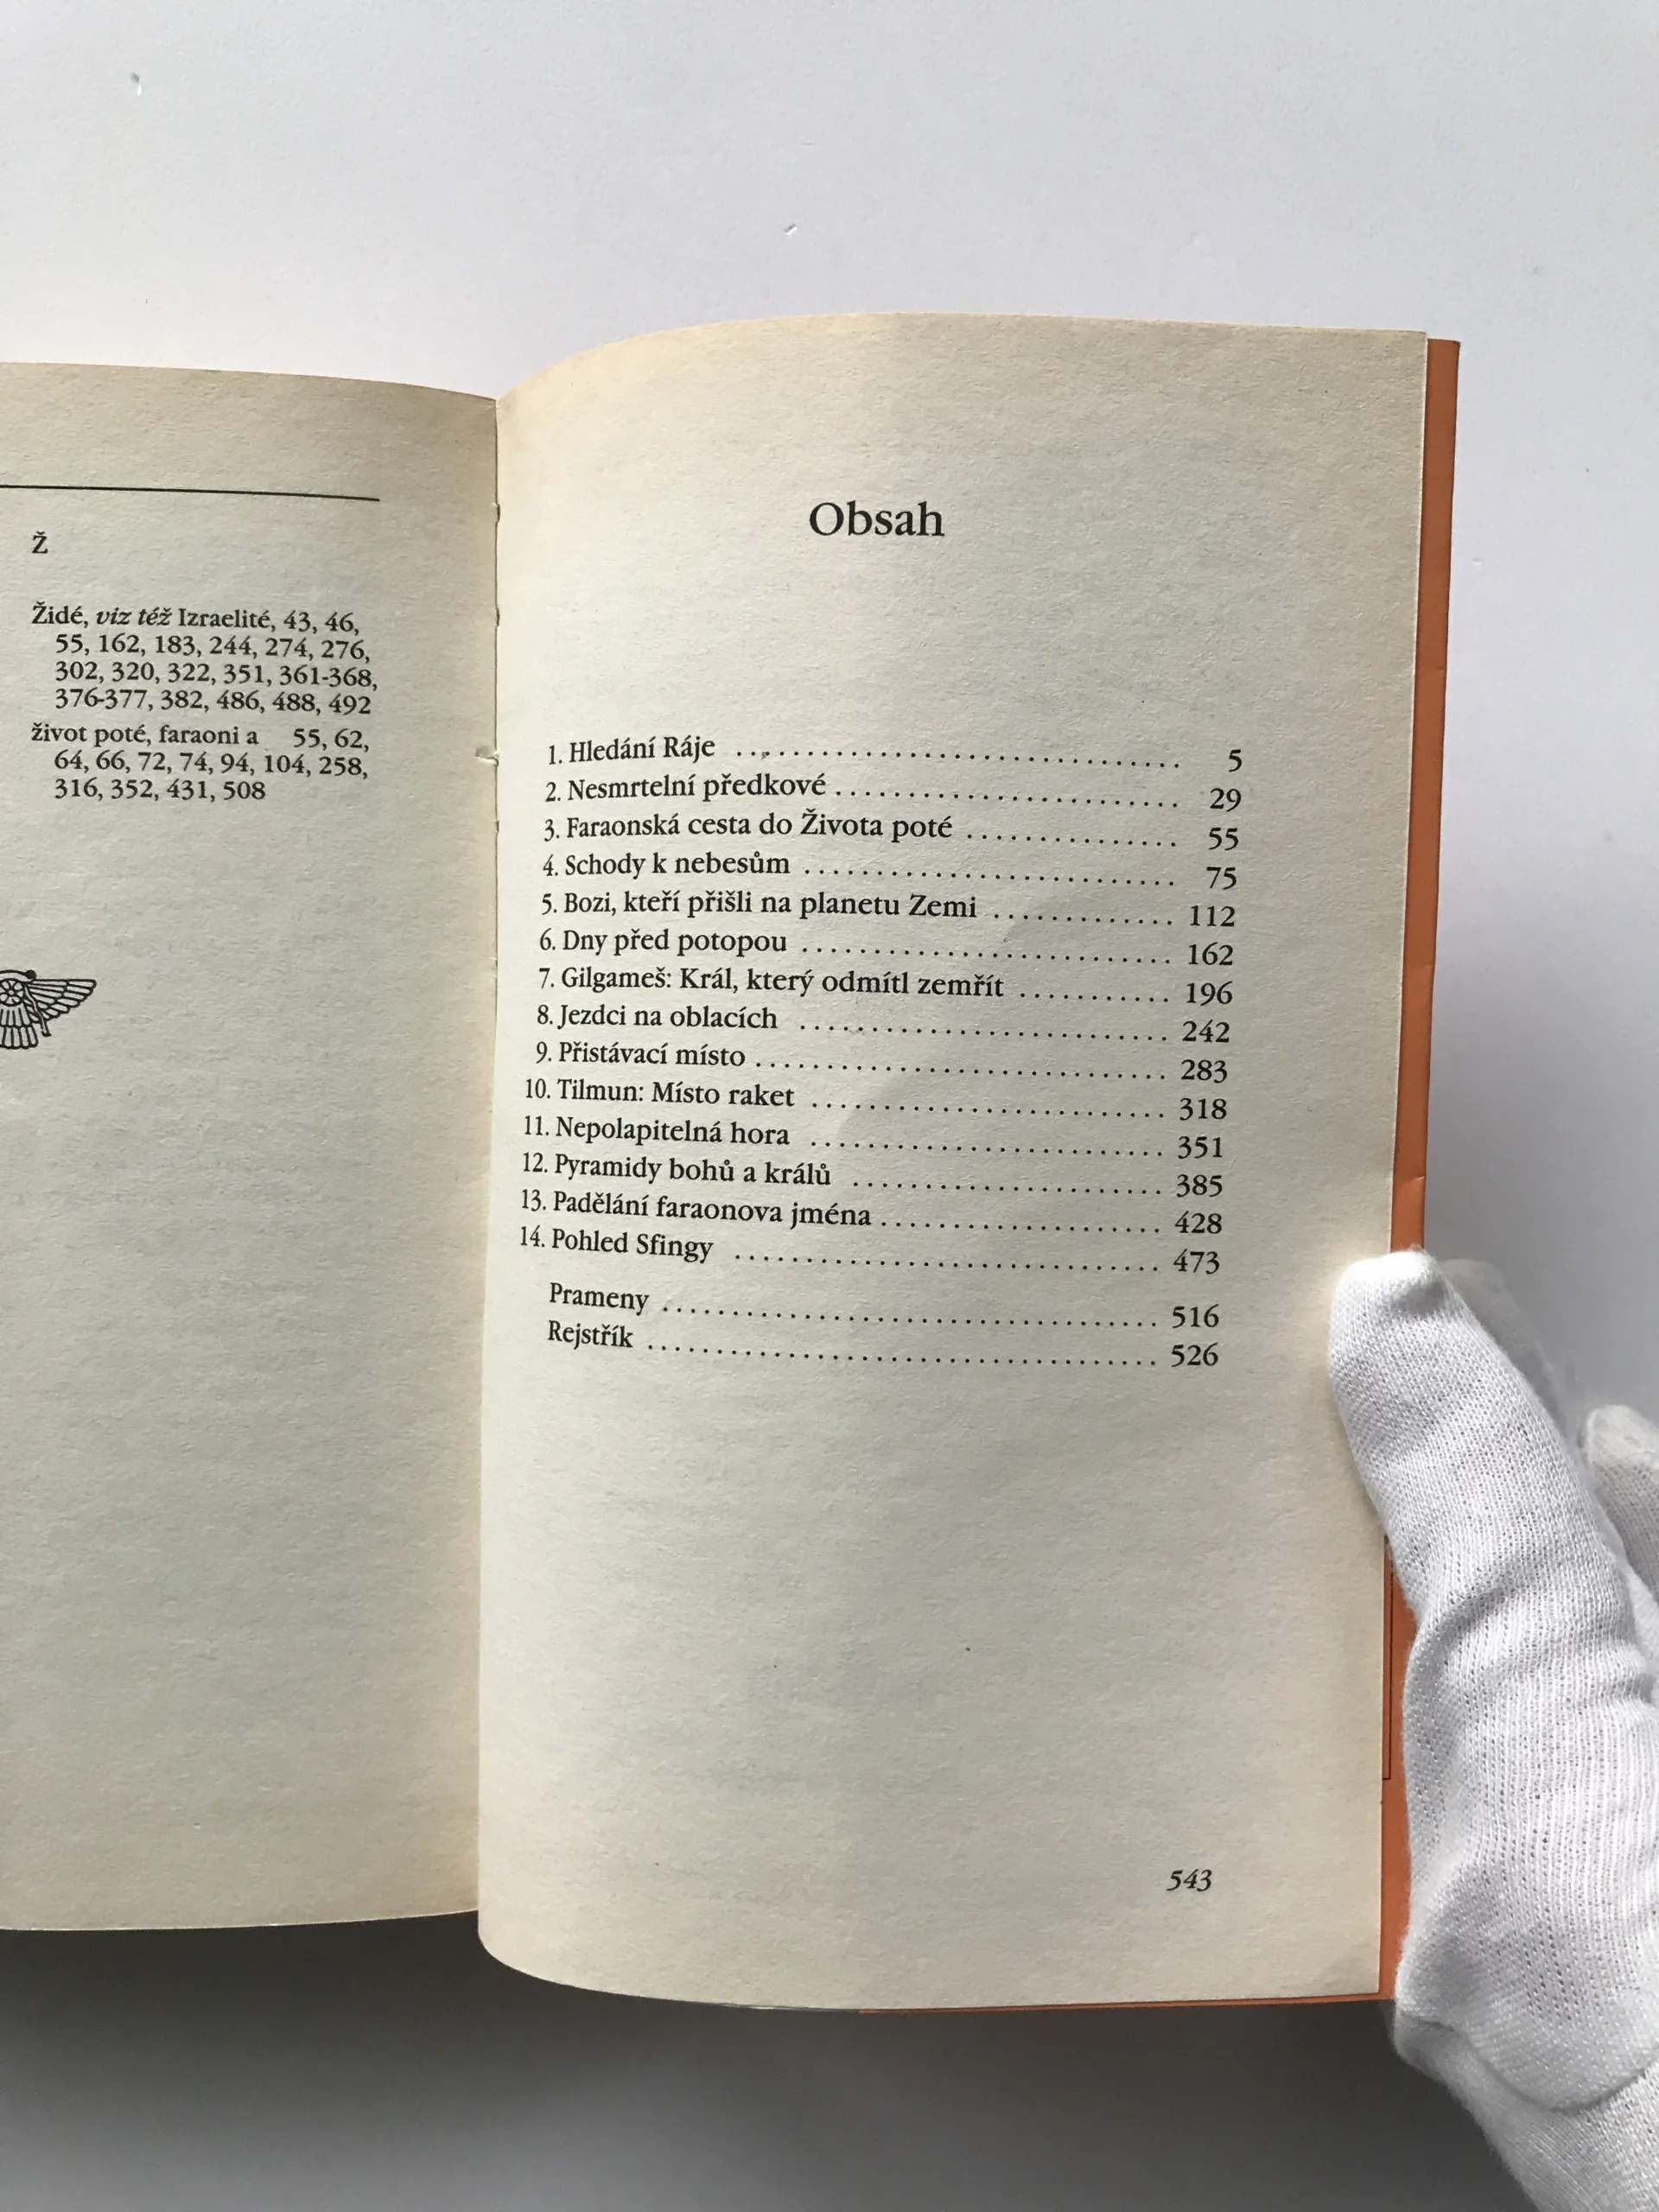 Ž
Židé, viz též Izraelité, 43, 46,
55, 162, 183, 244, 274, 276,
302, 320, 322, 351, 361-368,
376-377, 382, 486, 488, 492
život poté, faraoni a 55, 62,
64, 66, 72, 74, 94, 104, 258,
316, 352, 431, 508
Obsah
1. Hledání Ráje ................................ 5
2. Nesmrtelní předkové ......................... 29
3. Faraonská cesta do Života poté ............... 55
4. Schody k nebesům .......................... 75
5. Bozi, kteří přišli na planetu Zemi ............. 112
6. Dny před potopou .......................... 162
7. Gilgameš: Král, který odmítl zemřít ........... 196
8. Jezdci na oblacích .......................... 242
9. Přistávací místo ............................. 283
10. Tilmun: Místo raket ......................... 318
11. Nepolapitelná hora ......................... 351
12. Pyramidy bohů a králů ...................... 385
13. Padělání faraonova jména .................... 428
14. Pohled Sfingy .............................. 473
Prameny ................................... 516
Rejstřík .................................... 526
543